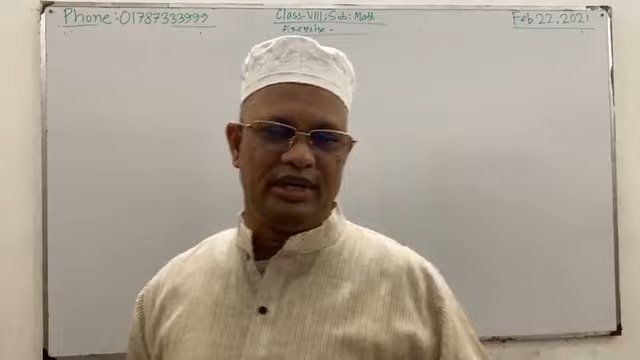 Phone: 01787333999
Class-VIII; Sub: Math
Exercise -
Feb 22, 2021